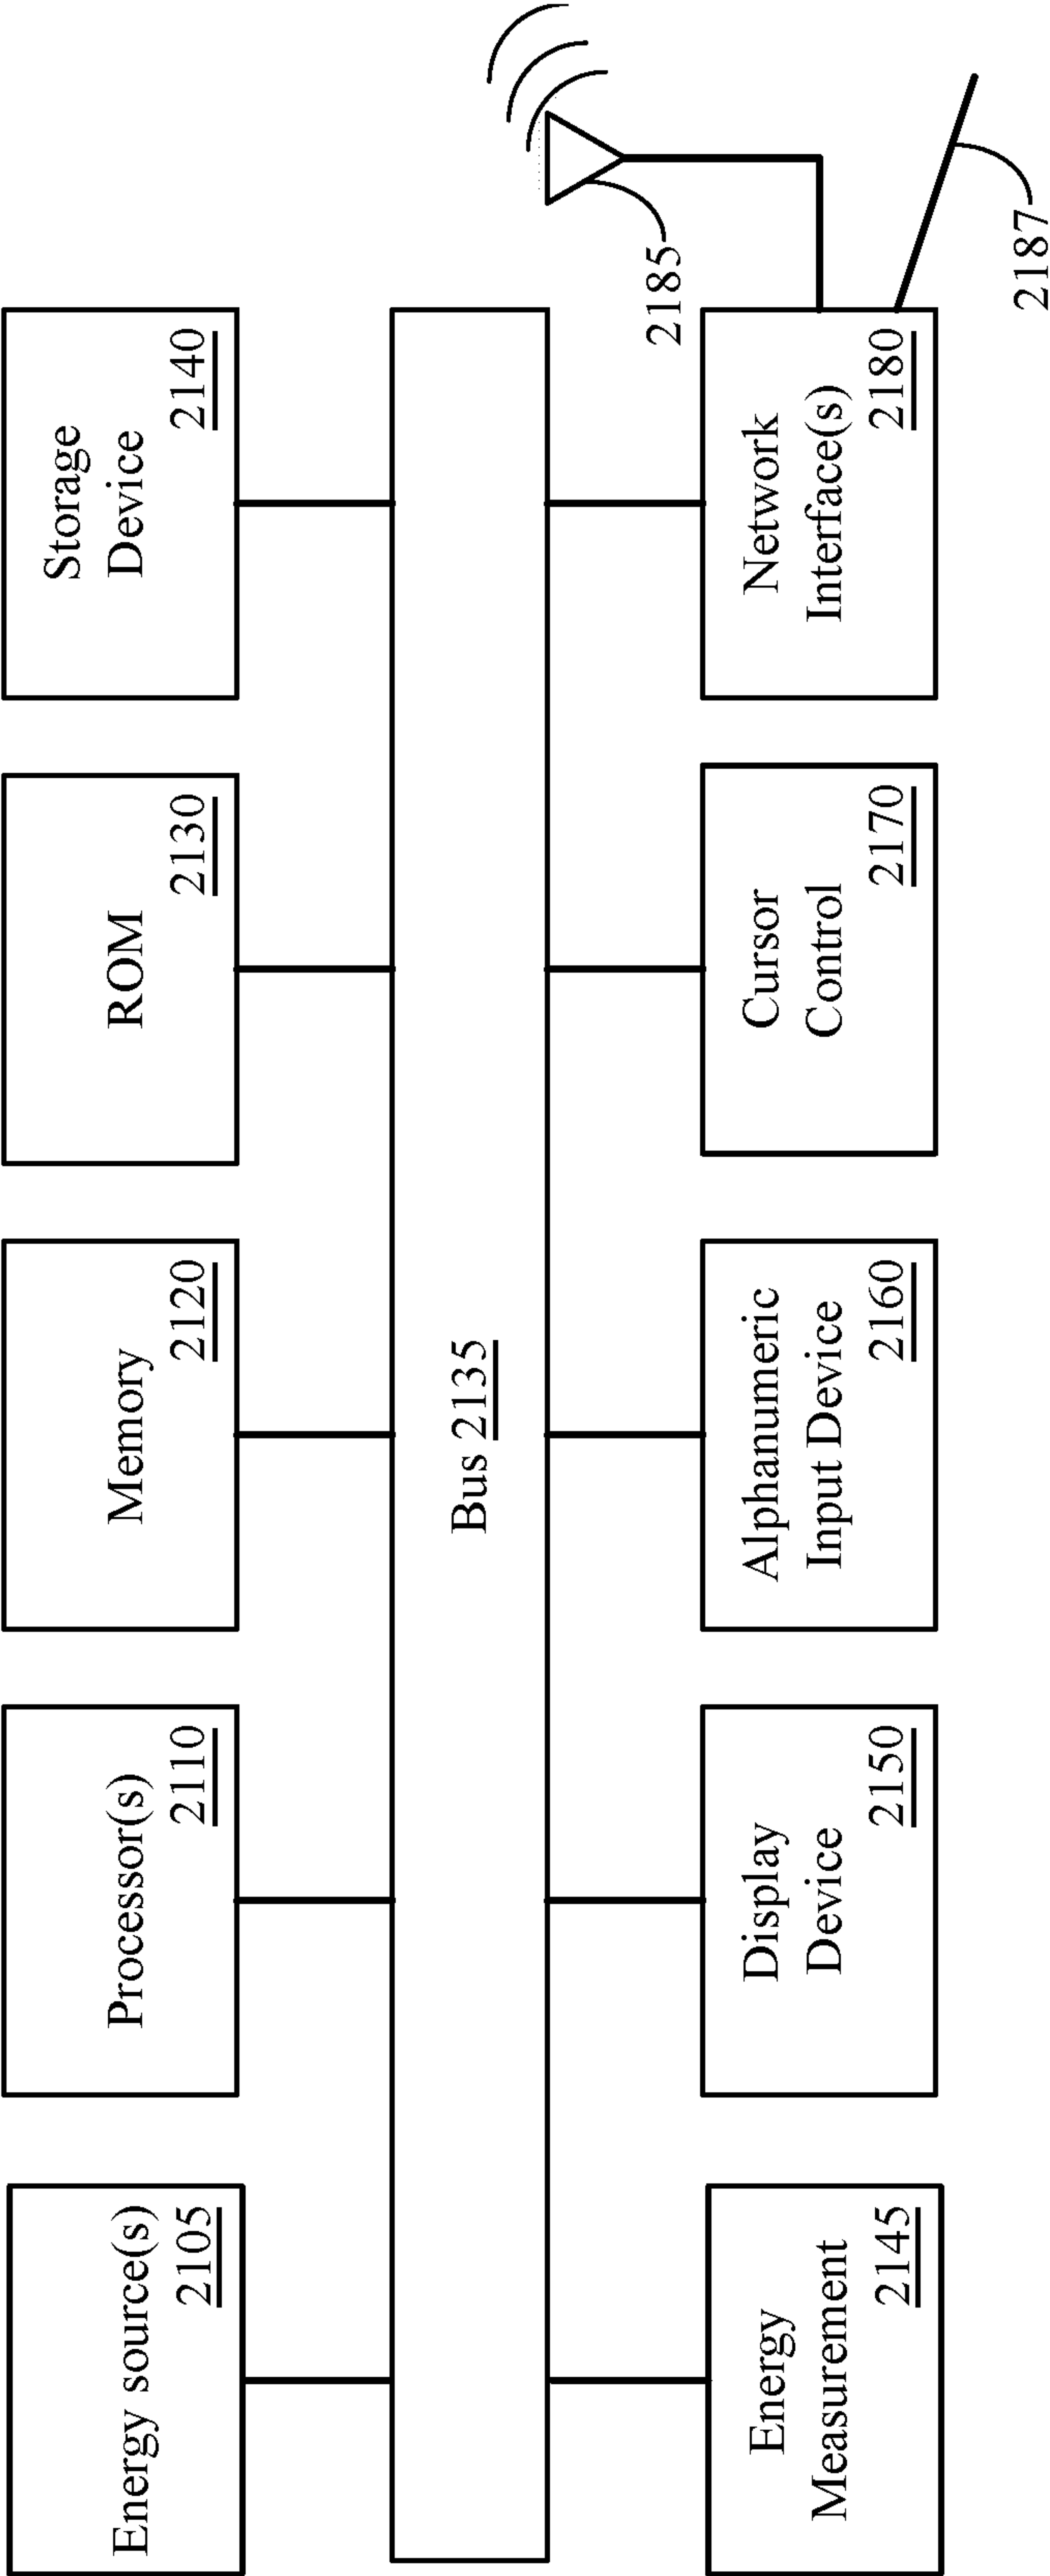 Energy source(s)
2105
Processor(s)
2110
Memory
2120
ROM
2130
Storage
Device
2140
Bus 2135
Energy
Measurement
2145
Display
Device
2150
Alphanumeric
Input Device
2160
Cursor
Control
2170
Network
Interface(s)
2180
2185
2187